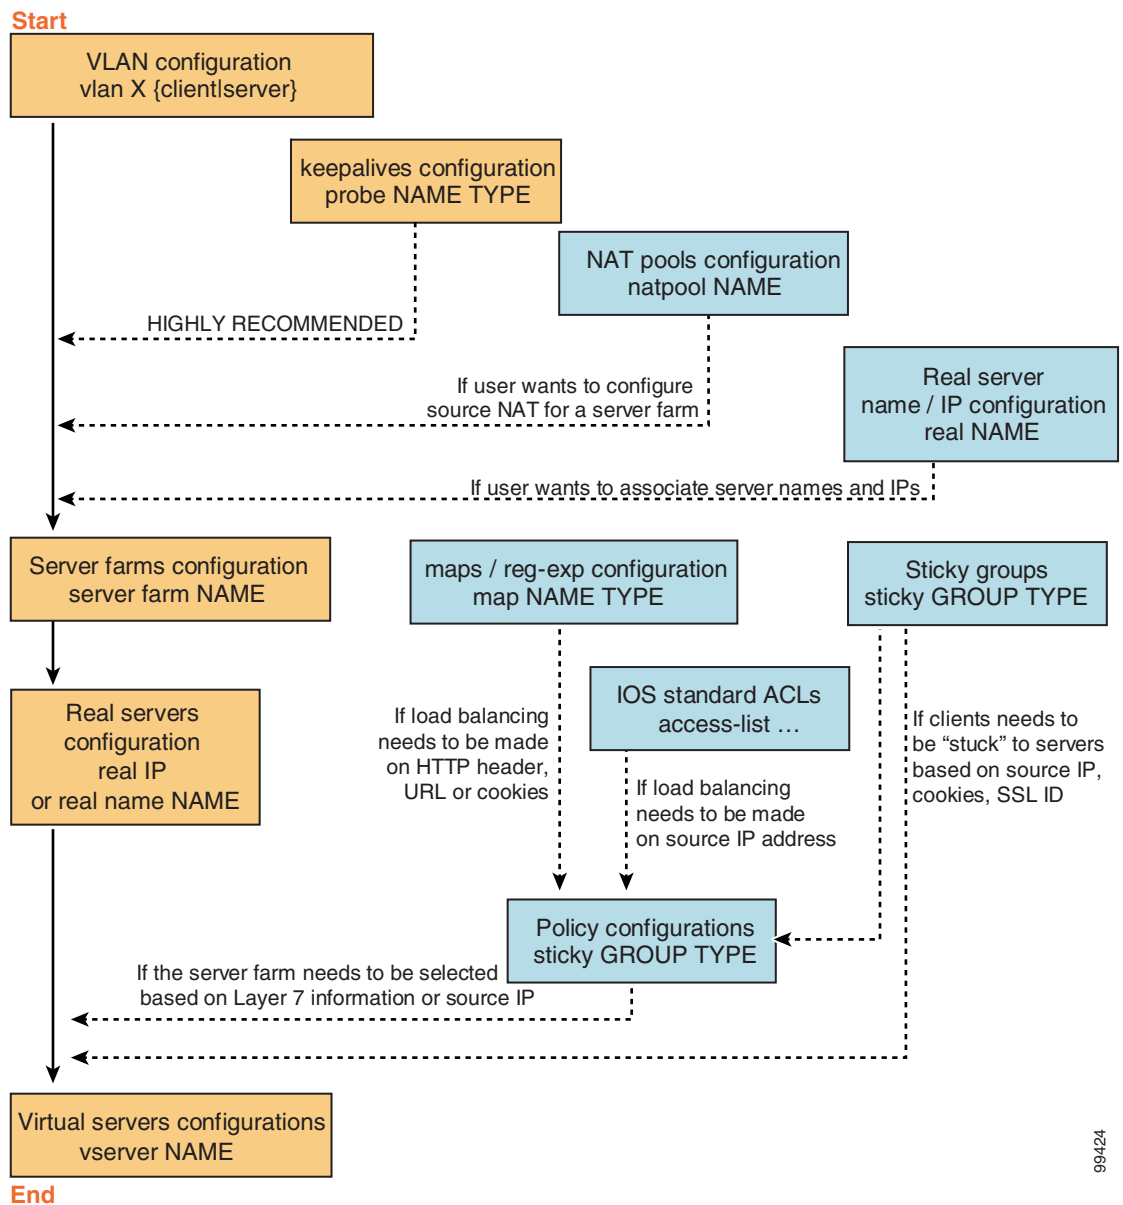 Start
VLAN configuration
vlan X {client|server}
keepalives configuration
probe NAME TYPE
NAT pools configuration
natpool NAME
HIGHLY RECOMMENDED
Real server
name / IP configuration
real NAME
If user wants to configure
source NAT for a server farm
If user wants to associate server names and IPs
Server farms configuration
server farm NAME
maps / reg-exp configuration
map NAME TYPE
Sticky groups
sticky GROUP TYPE
Real servers
configuration
real IP
or real name NAME
IOS standard ACLs
access-list …
If load balancing
needs to be made
on HTTP header,
URL or cookies
If load balancing
needs to be made
on source IP address
If clients needs to
be “stuck” to servers
based on source IP,
cookies, SSL ID
Policy configurations
sticky GROUP TYPE
If the server farm needs to be selected
based on Layer 7 information or source IP
Virtual servers configurations
vserver NAME
End
99424